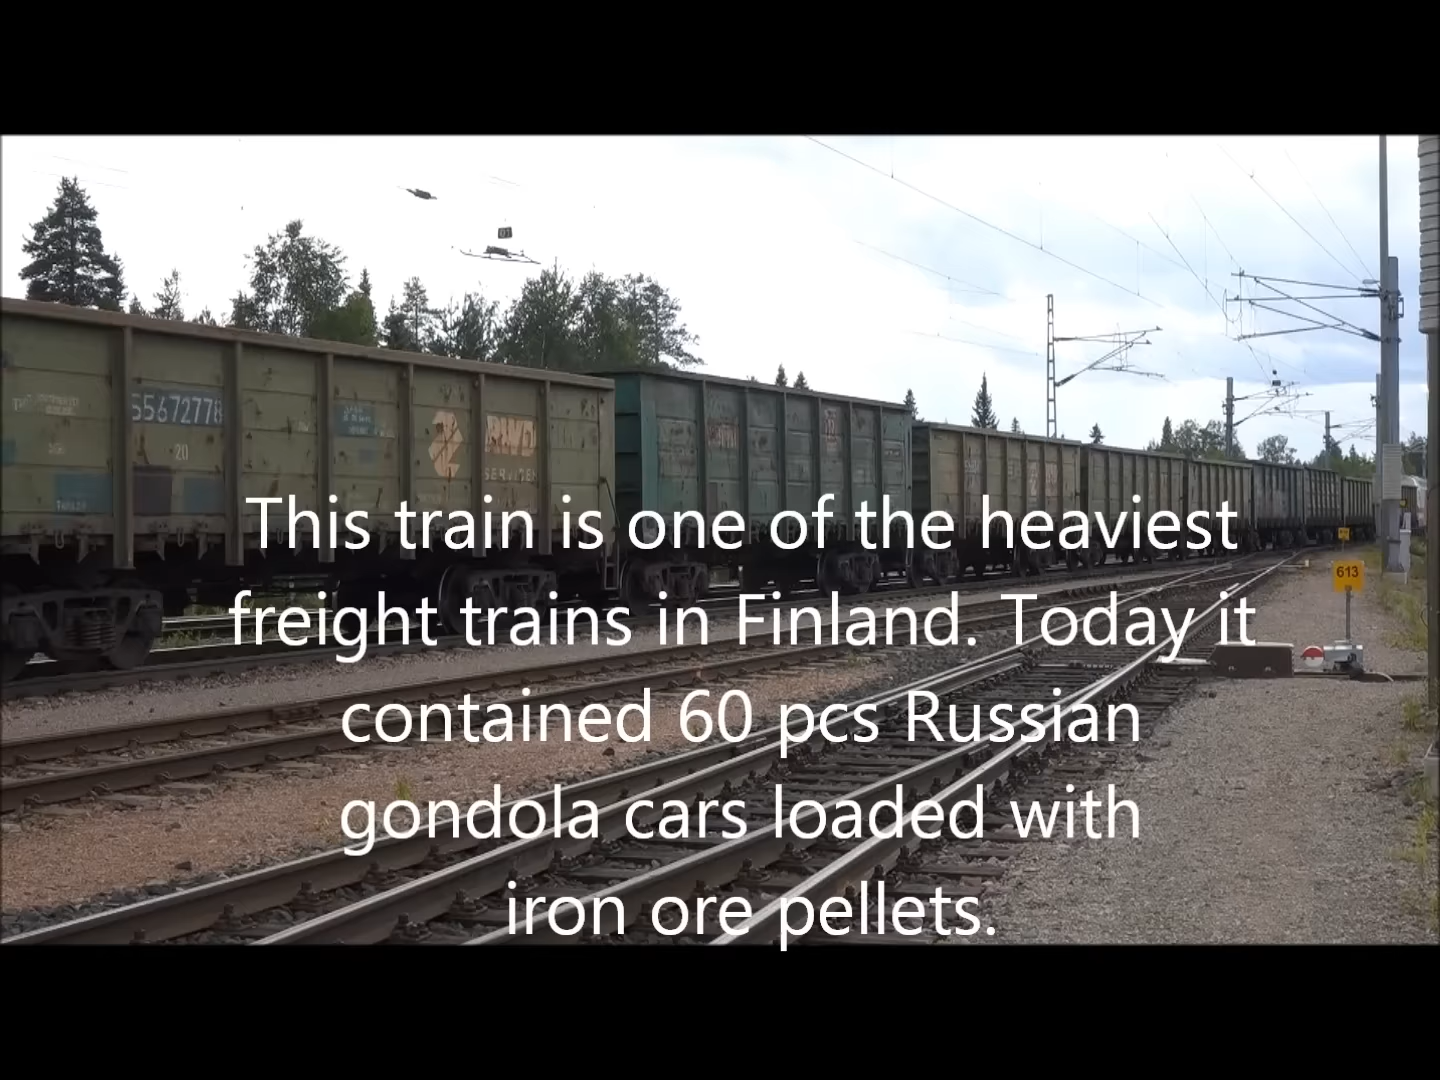 55672778
20
RWD
SERVICES
613
This train is one of the heaviest
freight trains in Finland. Today it
contained 60 pcs Russian
gondola cars loaded with
iron ore pellets.